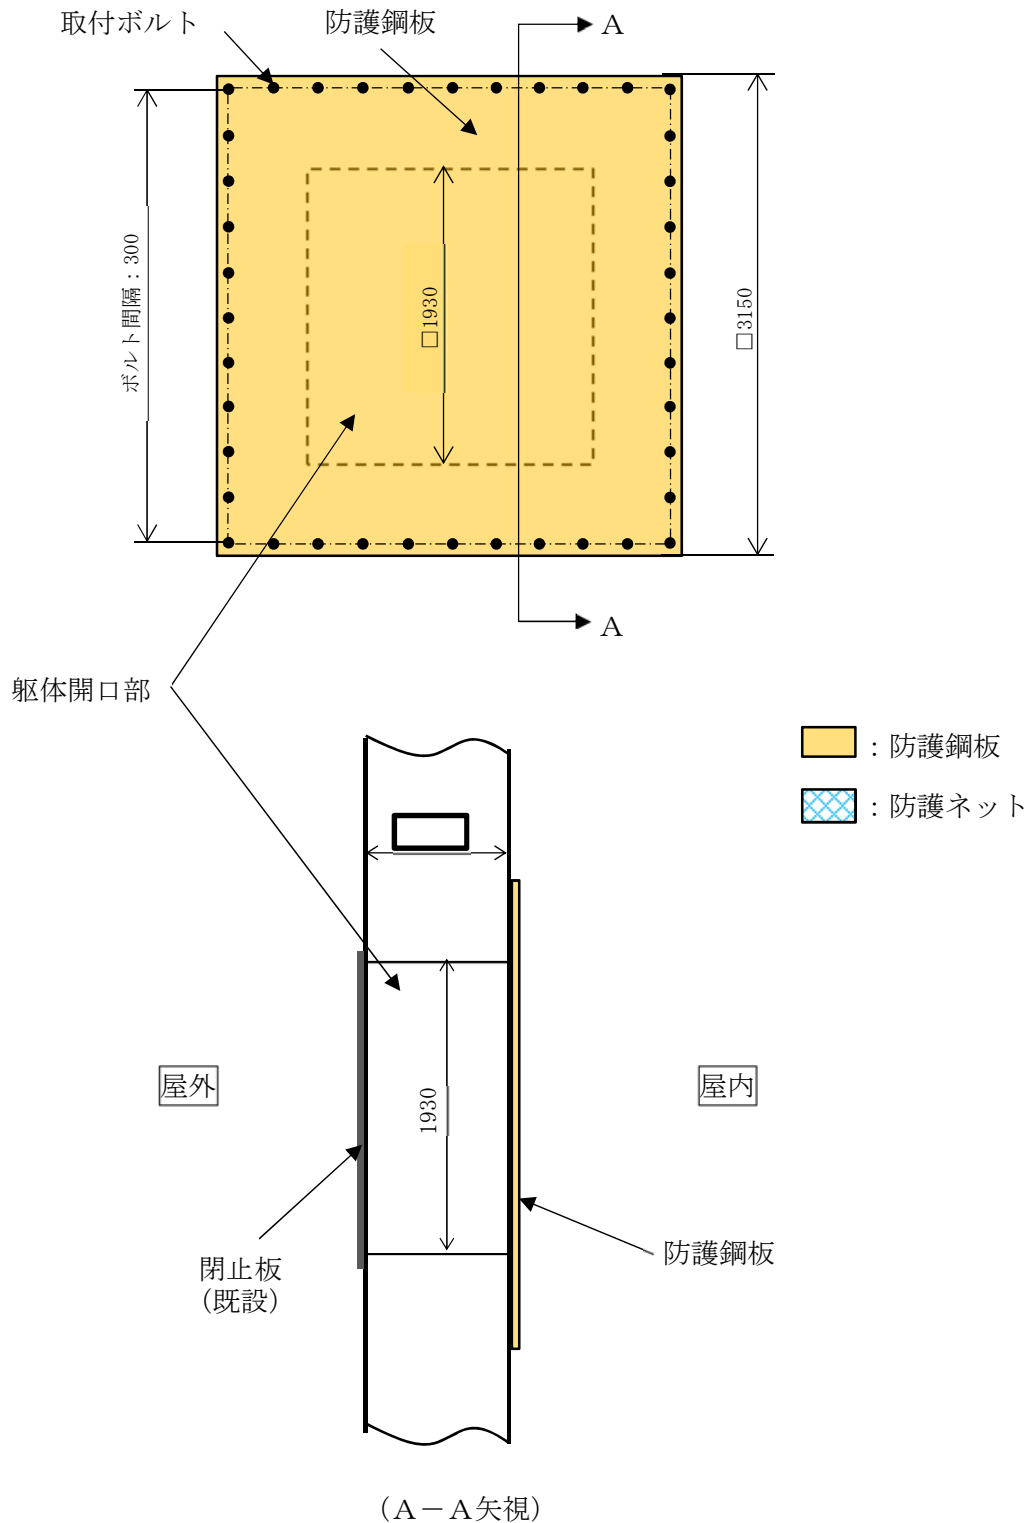 取付ボルト
防護鋼板
A
ボルト間隔：300
□1930
□3150
A
躯体開口部
：防護鋼板
：防護ネット
屋外
1930
屋内
閉止板
（既設）
防護鋼板
（A－A矢視）